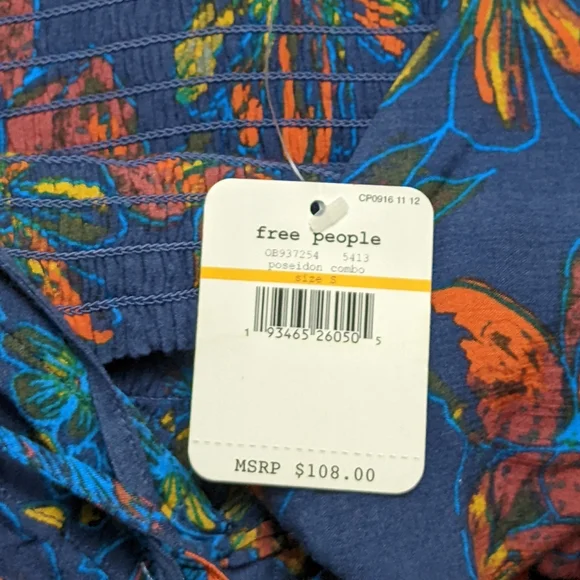 CP0916 11 12
free people
OB937254 5413
poseidon combo
size S
1 93465 26050 5
MSRP $108.00